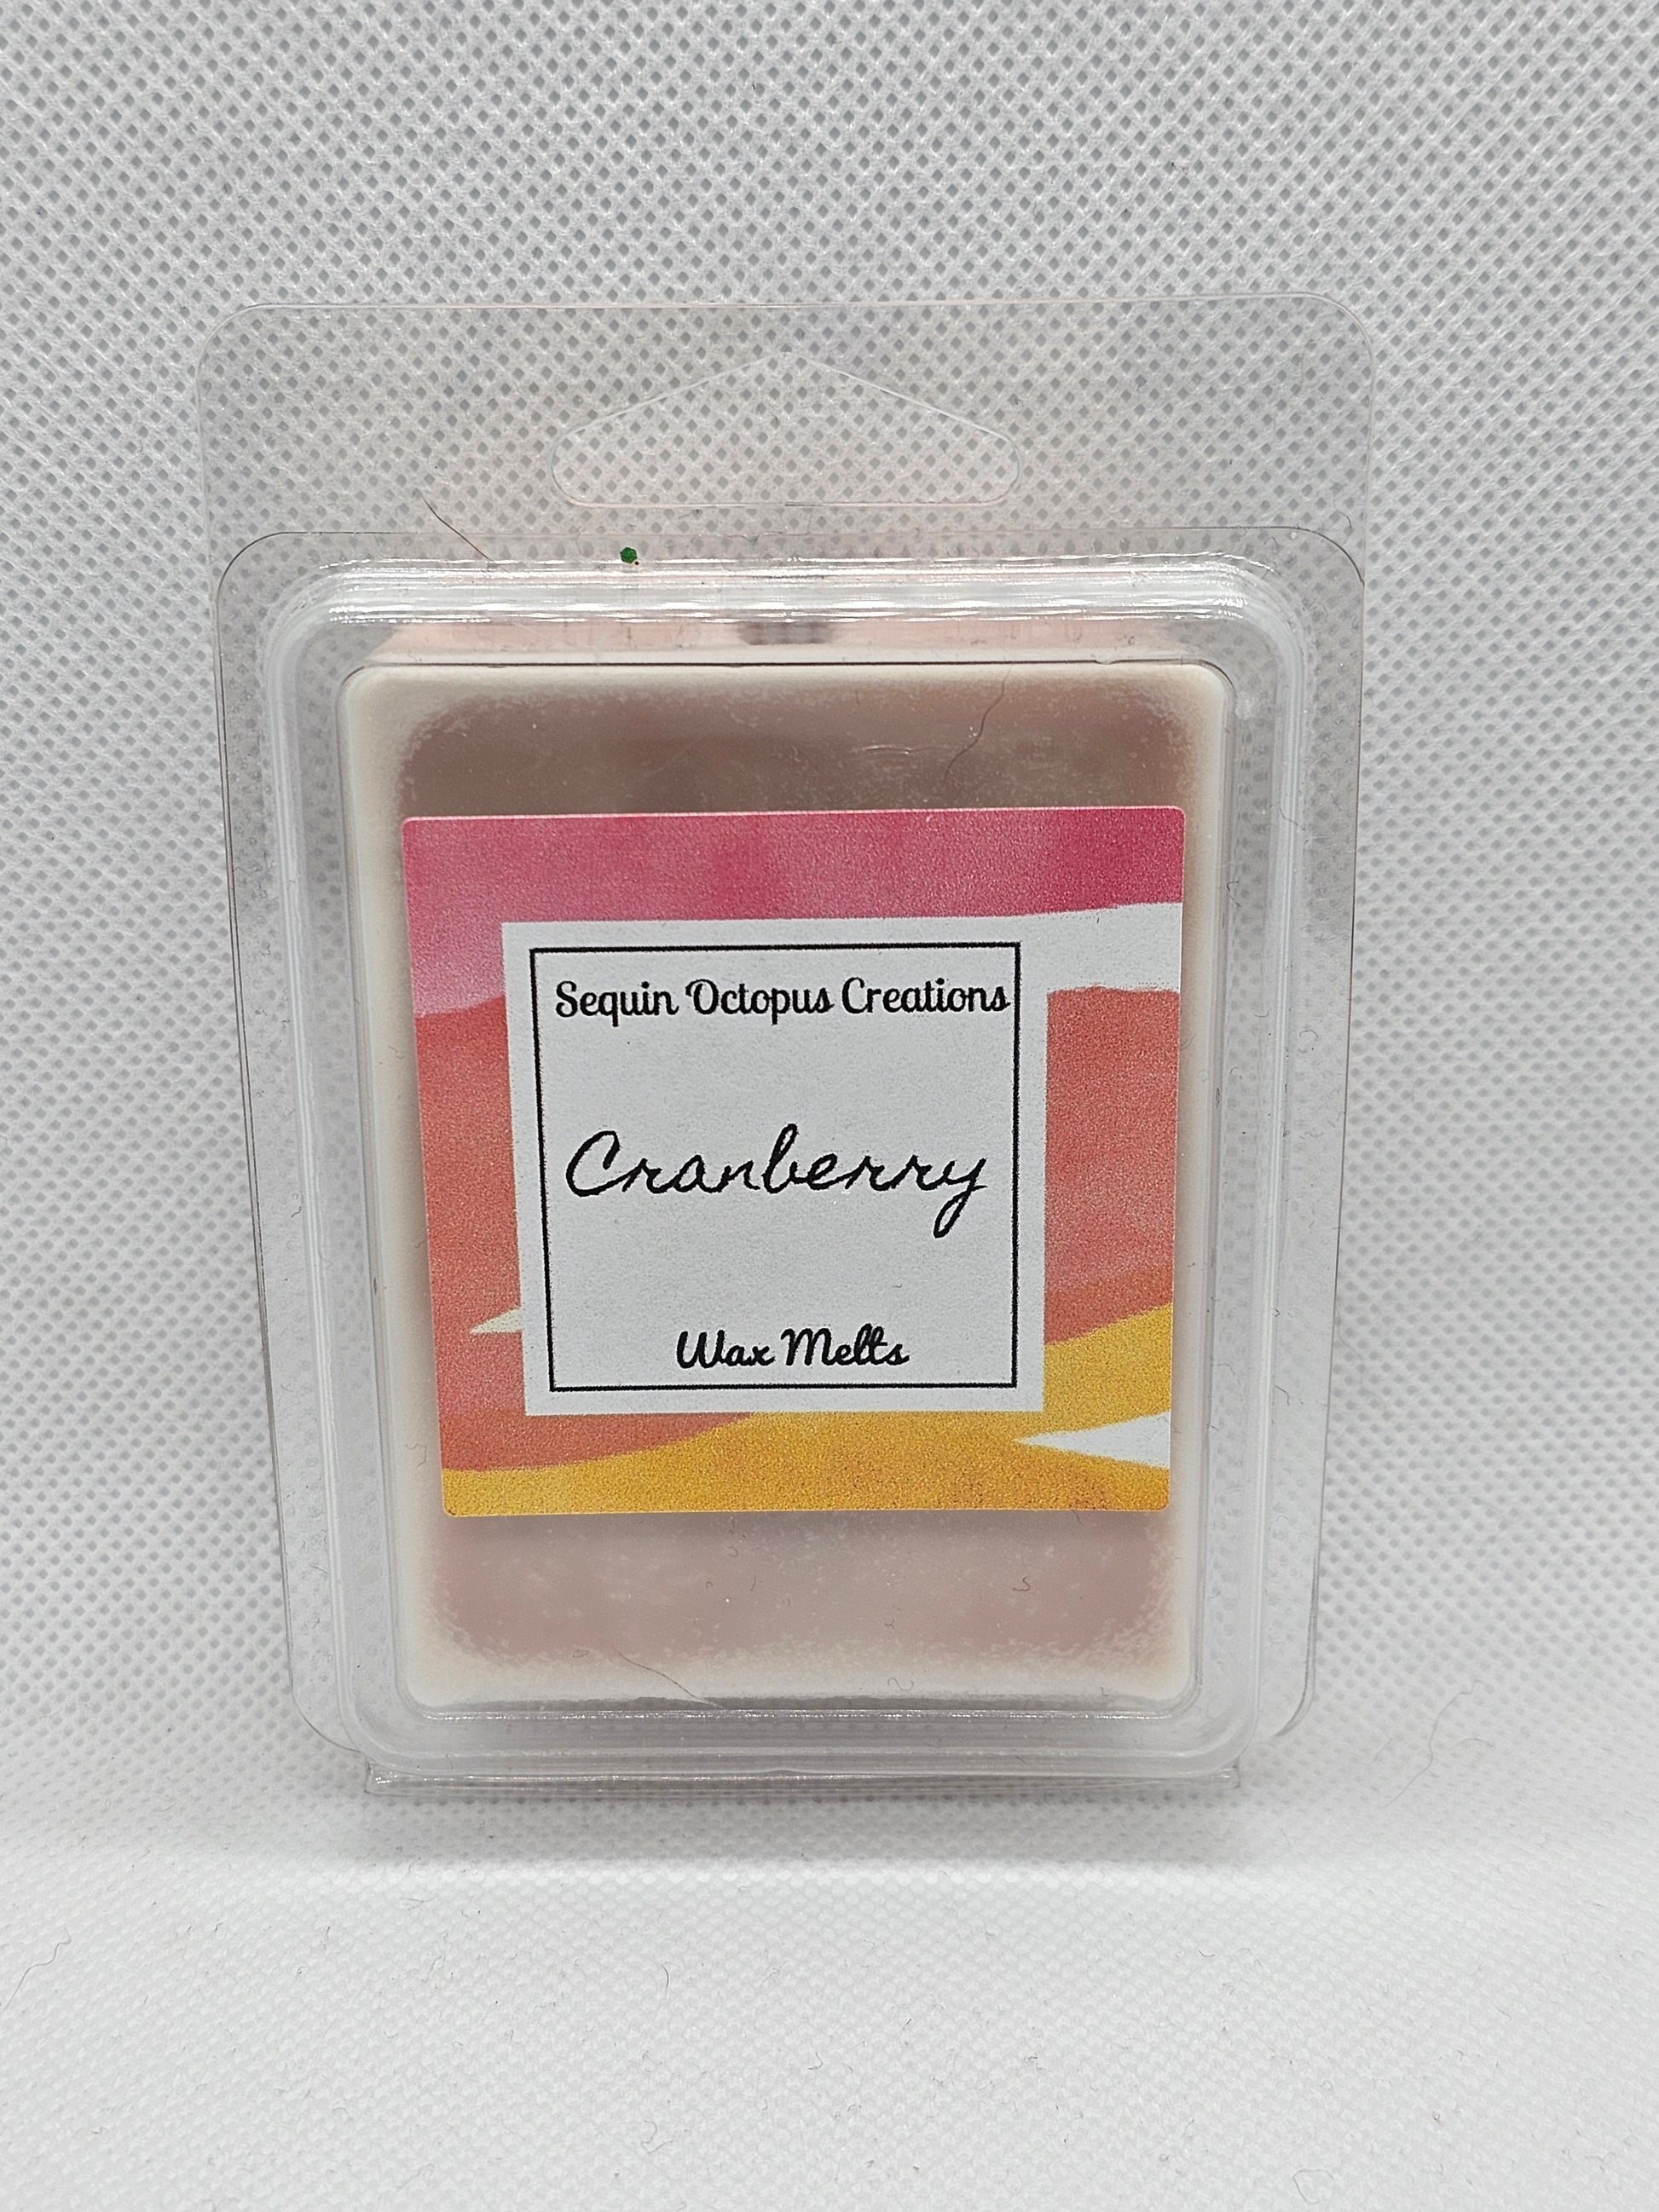 Sequin Octopus Creations
Cranberry
Wax Melts